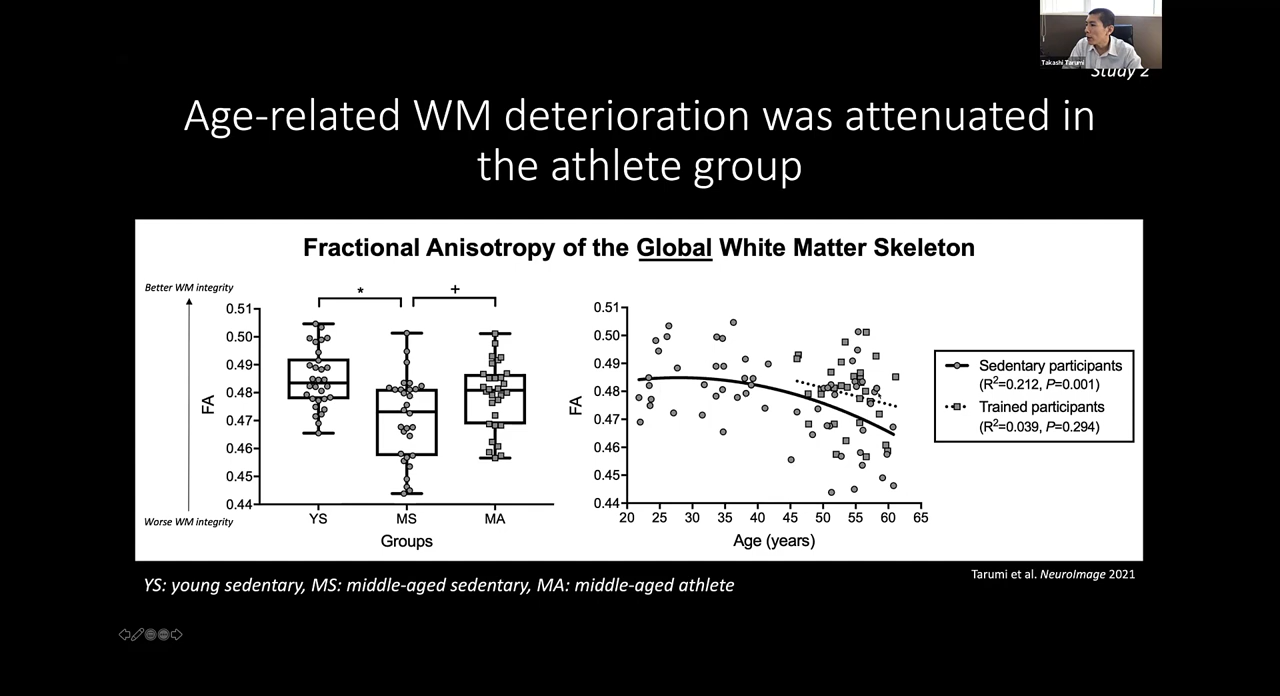 Takashi Tarumi
Study 2
Age-related WM deterioration was attenuated in
the athlete group
Fractional Anisotropy of the Global White Matter Skeleton
Better WM integrity
Worse WM integrity
FA
0.51
0.50
0.49
0.48
0.47
0.46
0.45
0.44
*
+
YS
MS
MA
Groups
FA
0.51
0.50
0.49
0.48
0.47
0.46
0.45
0.44
20 25 30 35 40 45 50 55 60 65
Age (years)
Sedentary participants
(R²=0.212, P=0.001)
Trained participants
(R²=0.039, P=0.294)
Tarumi et al. NeuroImage 2021
YS: young sedentary, MS: middle-aged sedentary, MA: middle-aged athlete